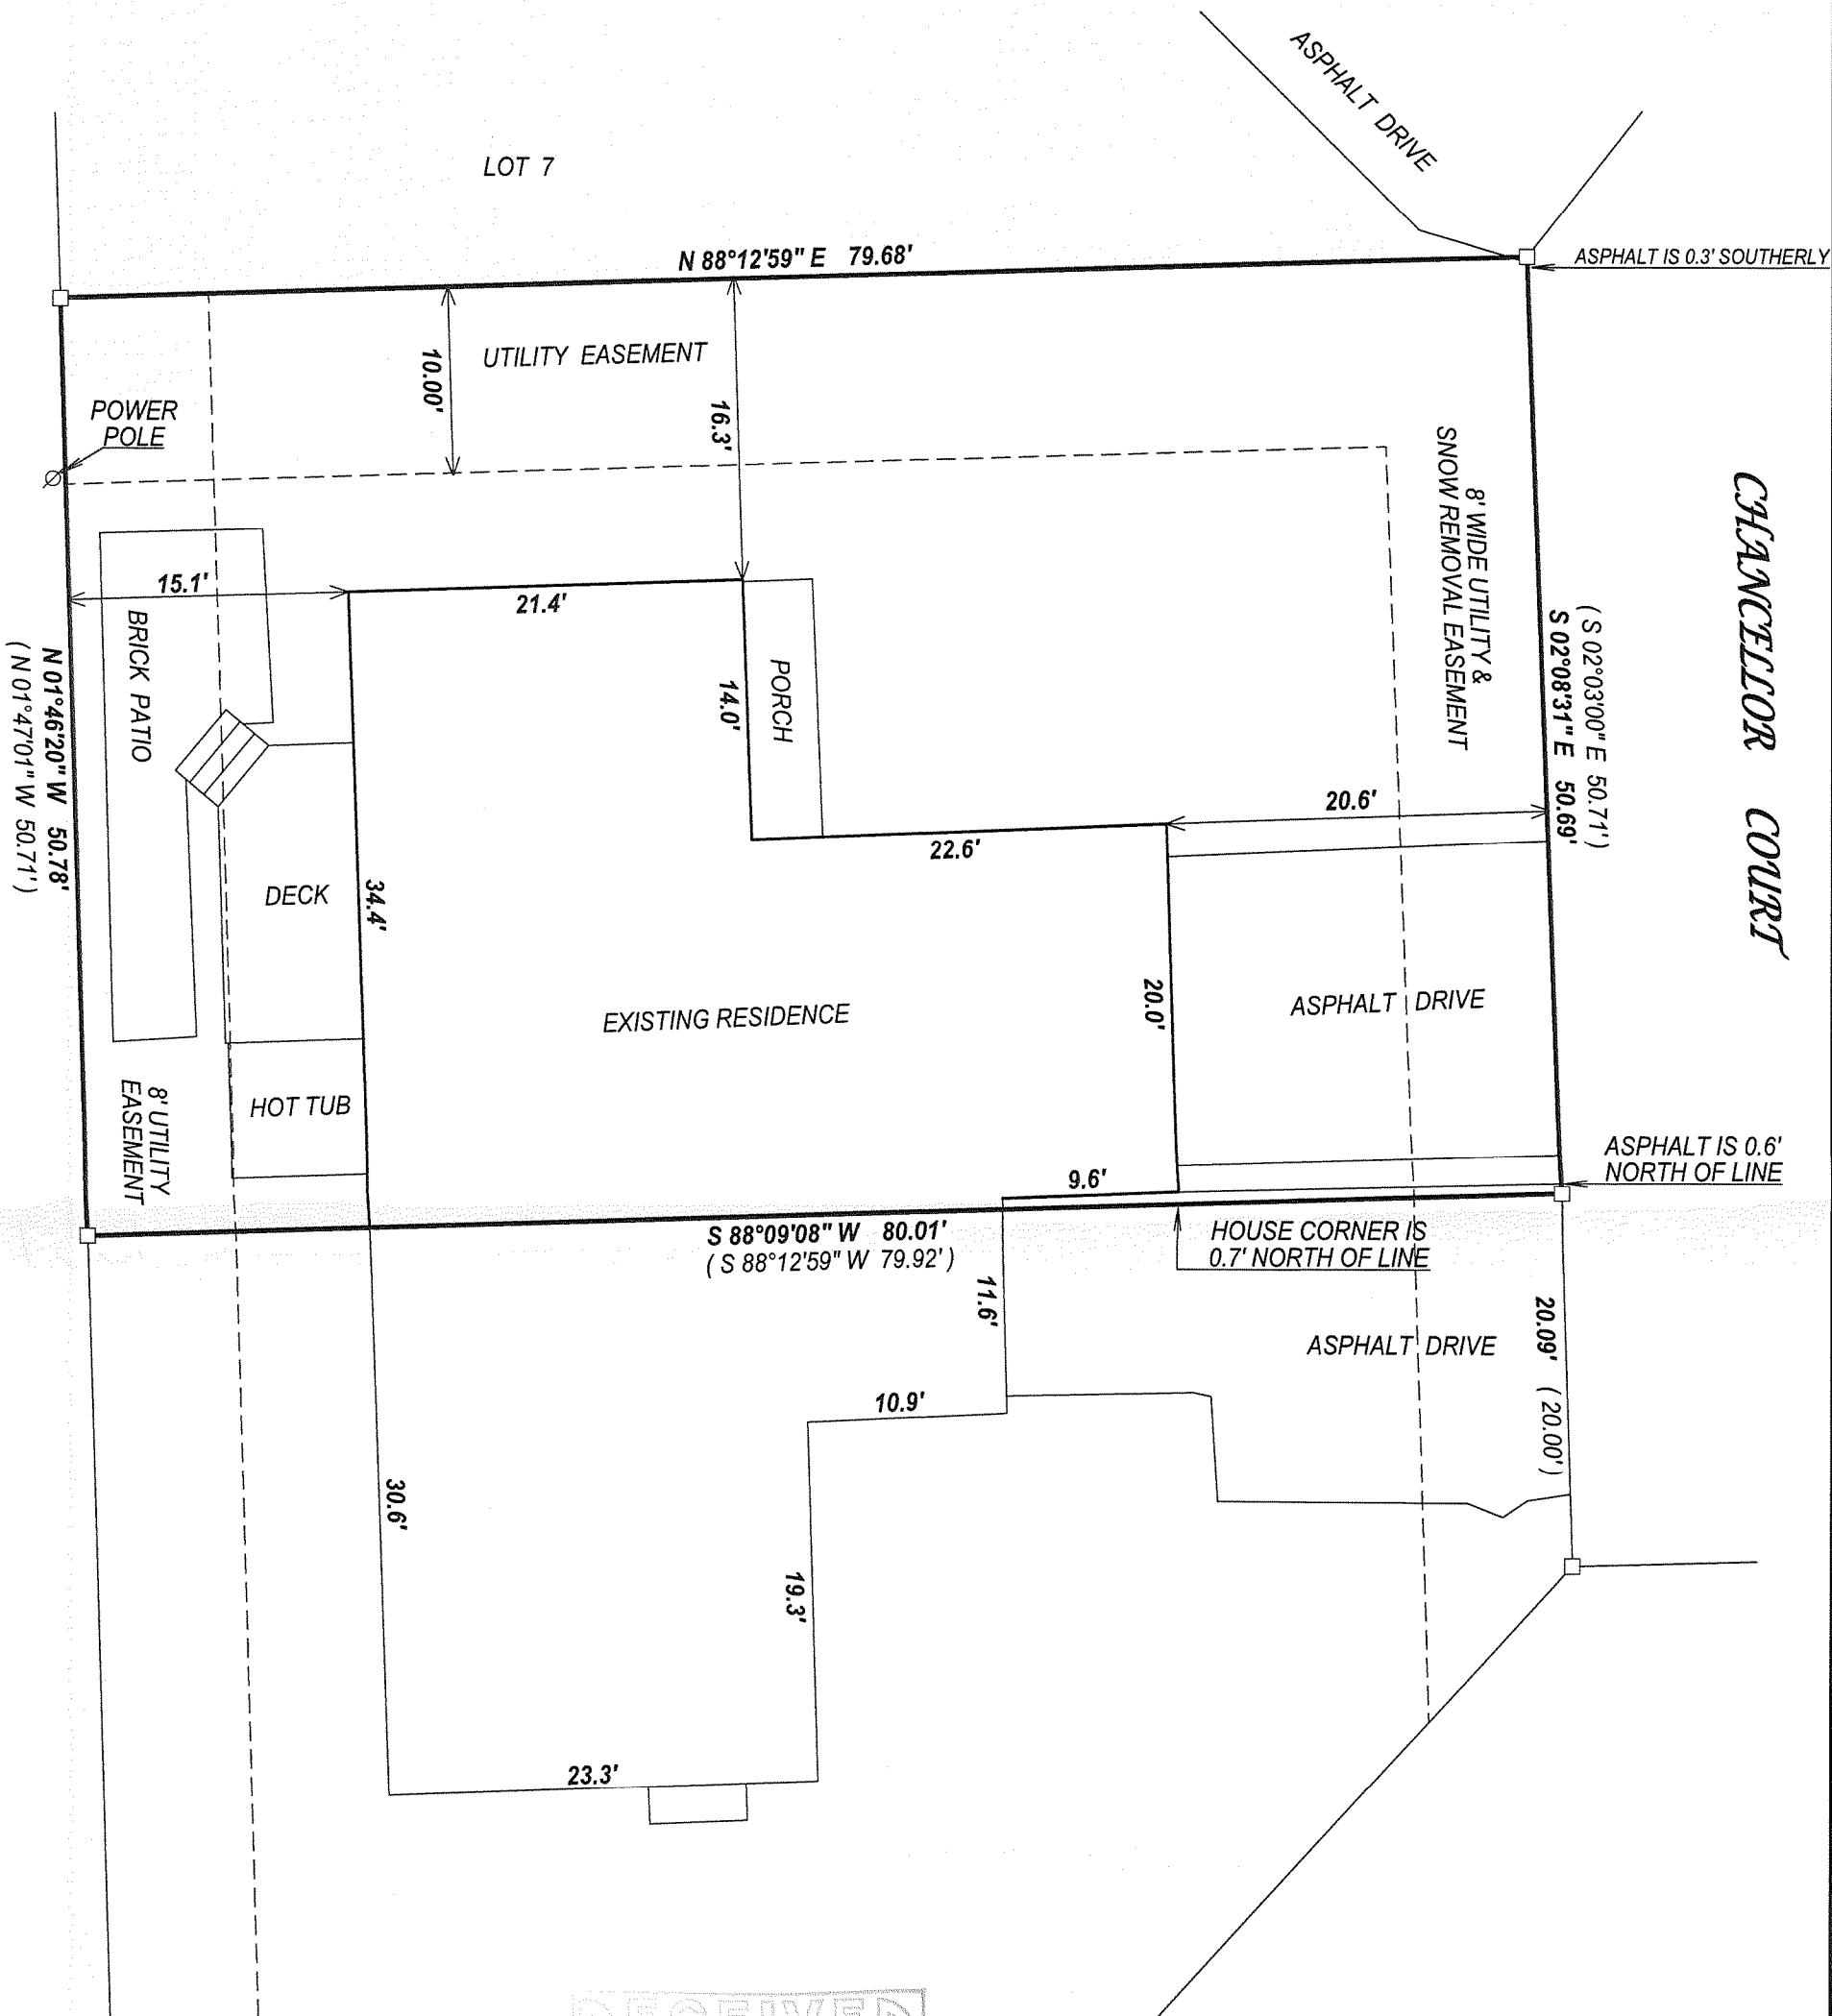 ASPHALT DRIVE
LOT 7
N 88°12'59" E 79.68'
ASPHALT IS 0.3' SOUTHERLY
UTILITY EASEMENT
10.00'
16.3'
POWER
POLE
8' WIDE UTILITY &
SNOW REMOVAL EASEMENT
CHANCELLOR COURT
( S 02°03'00" E 50.71' )
S 02°08'31" E 50.69'
15.1'
21.4'
BRICK PATIO
N 01°46'20" W 50.78'
( N 01°47'01" W 50.71' )
14.0'
PORCH
20.6'
22.6'
DECK
34.4'
EXISTING RESIDENCE
20.0'
ASPHALT DRIVE
HOT TUB
8' UTILITY
EASEMENT
9.6'
ASPHALT IS 0.6'
NORTH OF LINE
S 88°09'08" W 80.01'
( S 88°12'59" W 79.92' )
HOUSE CORNER IS
0.7' NORTH OF LINE
11.6'
ASPHALT DRIVE
20.09' ( 20.00' )
10.9'
30.6'
19.3'
23.3'
RECEIVED